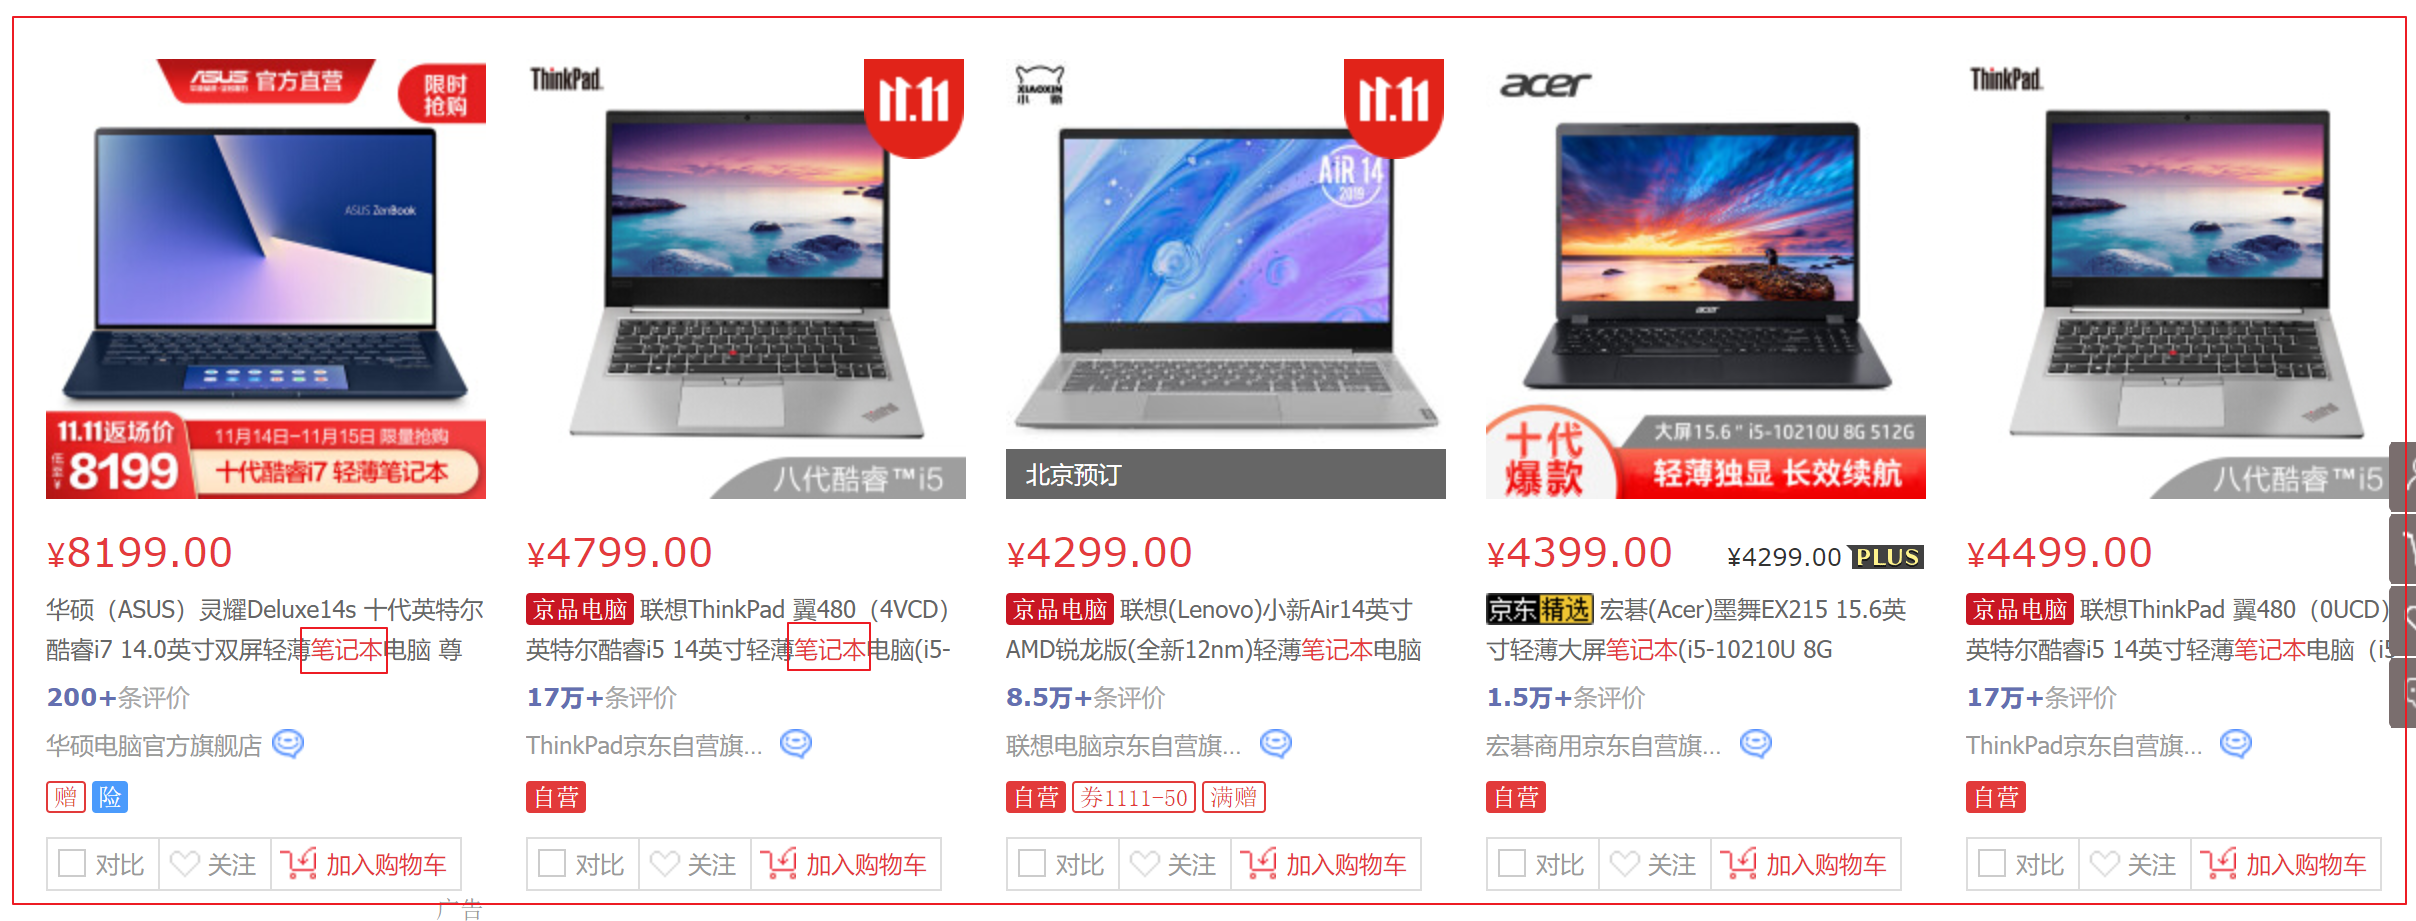 ASUS 官方直营
限时
抢购
ASUS ZenBook
11.11返场价
8199
11月14日-11月15日 限量抢购
十代酷睿i7 轻薄笔记本
¥8199.00
华硕（ASUS）灵耀Deluxe14s 十代英特尔
酷睿i7 14.0英寸双屏轻薄笔记本电脑 尊
200+条评价
华硕电脑官方旗舰店
赠 险
对比 关注 加入购物车
广告
ThinkPad
11.11
ThinkPad
八代酷睿™i5
¥4799.00
京品电脑 联想ThinkPad 翼480（4VCD）
英特尔酷睿i5 14英寸轻薄笔记本电脑(i5-
17万+条评价
ThinkPad京东自营旗...
自营
对比 关注 加入购物车
XIAOXIN
小新
11.11
AIR 14
2019
北京预订
¥4299.00
京品电脑 联想(Lenovo)小新Air14英寸
AMD锐龙版(全新12nm)轻薄笔记本电脑
8.5万+条评价
联想电脑京东自营旗...
自营 券1111-50 满赠
对比 关注 加入购物车
acer
acer
十代
爆款
大屏15.6" i5-10210U 8G 512G
轻薄独显 长效续航
¥4399.00 ¥4299.00 PLUS
京东精选 宏碁(Acer)墨舞EX215 15.6英
寸轻薄大屏笔记本(i5-10210U 8G
1.5万+条评价
宏碁商用京东自营旗...
自营
对比 关注 加入购物车
ThinkPad
ThinkPad
八代酷睿™i5
¥4499.00
京品电脑 联想ThinkPad 翼480（0UCD）
英特尔酷睿i5 14英寸轻薄笔记本电脑（i5
17万+条评价
ThinkPad京东自营旗...
自营
对比 关注 加入购物车